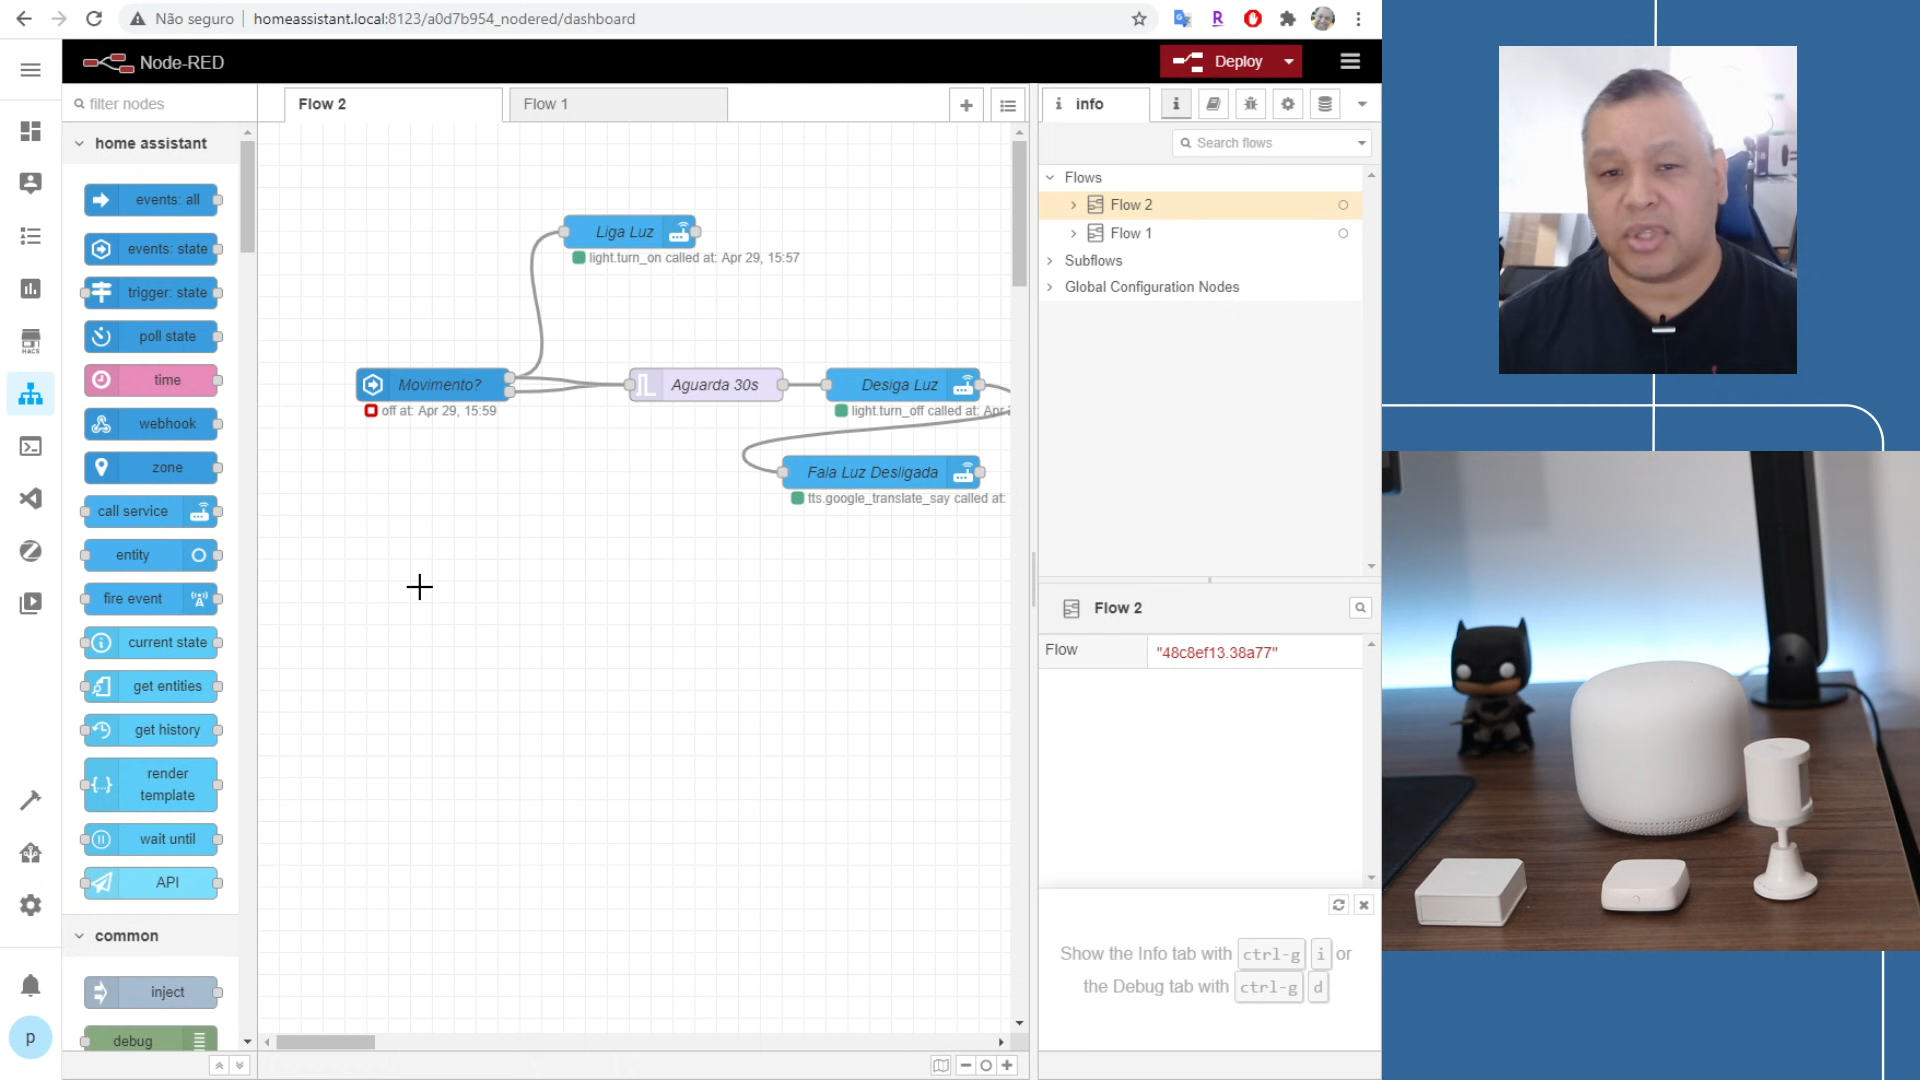 Não seguro
homeassistant.local:8123/a0d7b954_nodered/dashboard
R
Node-RED
Deploy
filter nodes
Flow 2
Flow 1
i info
i
Search flows
home assistant
events: all
events: state
trigger: state
poll state
time
webhook
zone
call service
entity
fire event
current state
get entities
get history
render
template
wait until
API
common
inject
debug
HACS
p
Liga Luz
light.turn_on called at: Apr 29, 15:57
Movimento?
off at: Apr 29, 15:59
Aguarda 30s
Desiga Luz
light.turn_off called at: Apr
Fala Luz Desligada
tts.google_translate_say called at:
Flows
Flow 2
Flow 1
Subflows
Global Configuration Nodes
Flow 2
Flow
"48c8ef13.38a77"
Show the Info tab with ctrl-g i or
the Debug tab with ctrl-g d